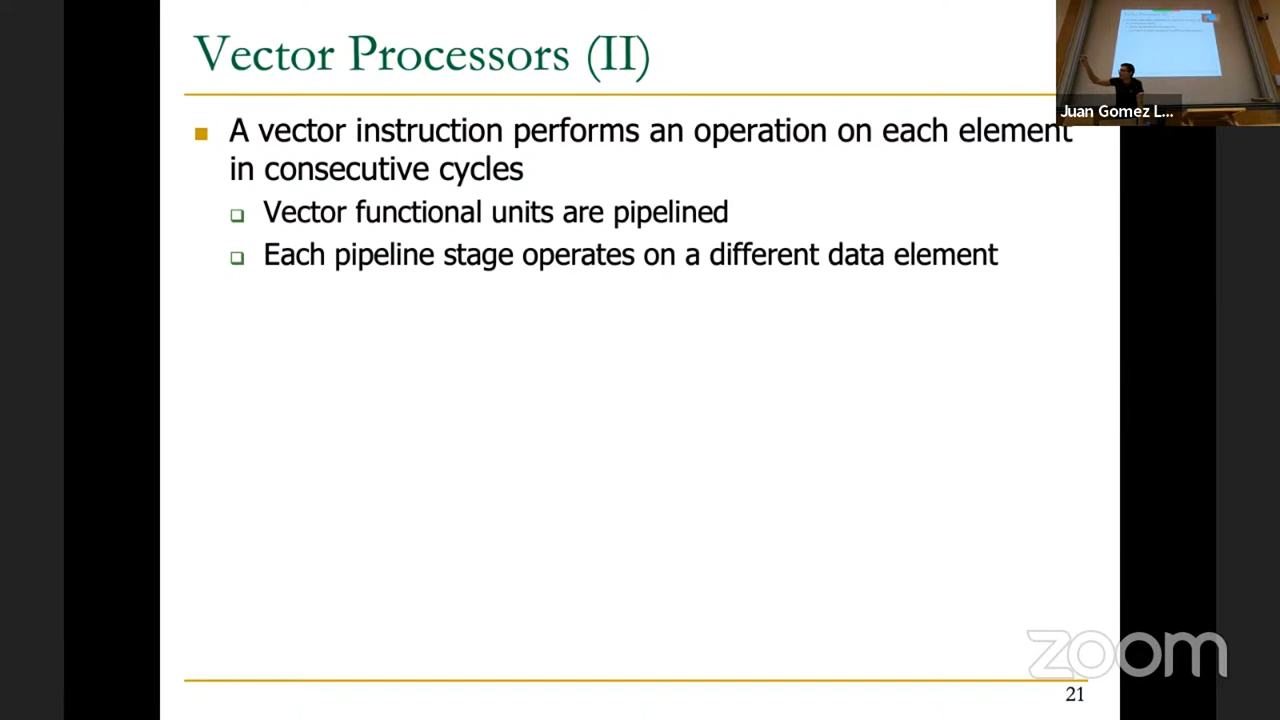 Vector Processors (II)
A vector instruction performs an operation on each element
in consecutive cycles
Vector functional units are pipelined
Each pipeline stage operates on a different data element
Juan Gomez L...
zoom
21